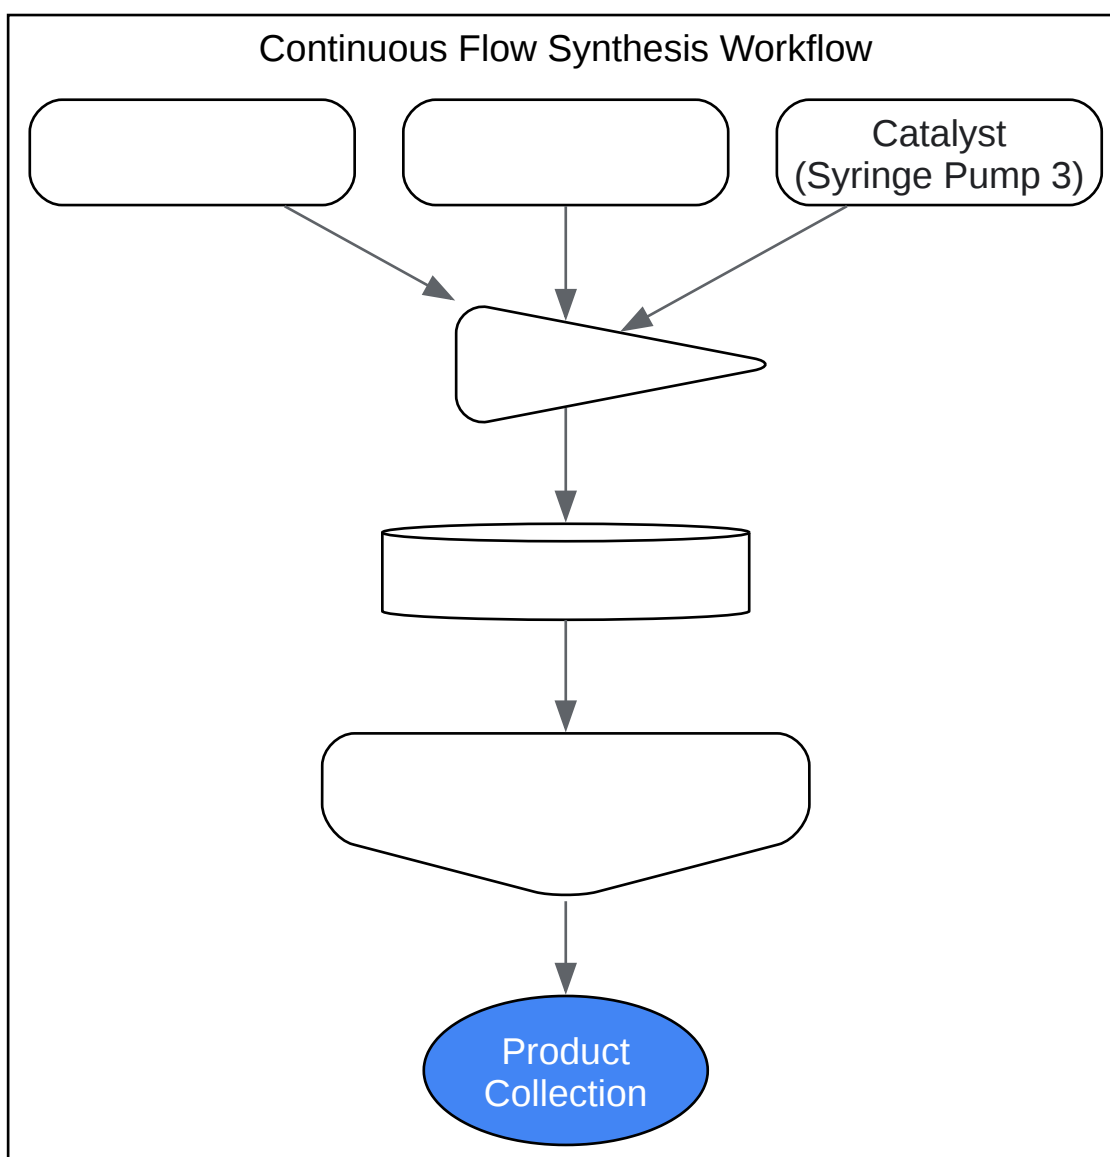 Continuous Flow Synthesis Workflow
Catalyst
(Syringe Pump 3)
Product
Collection